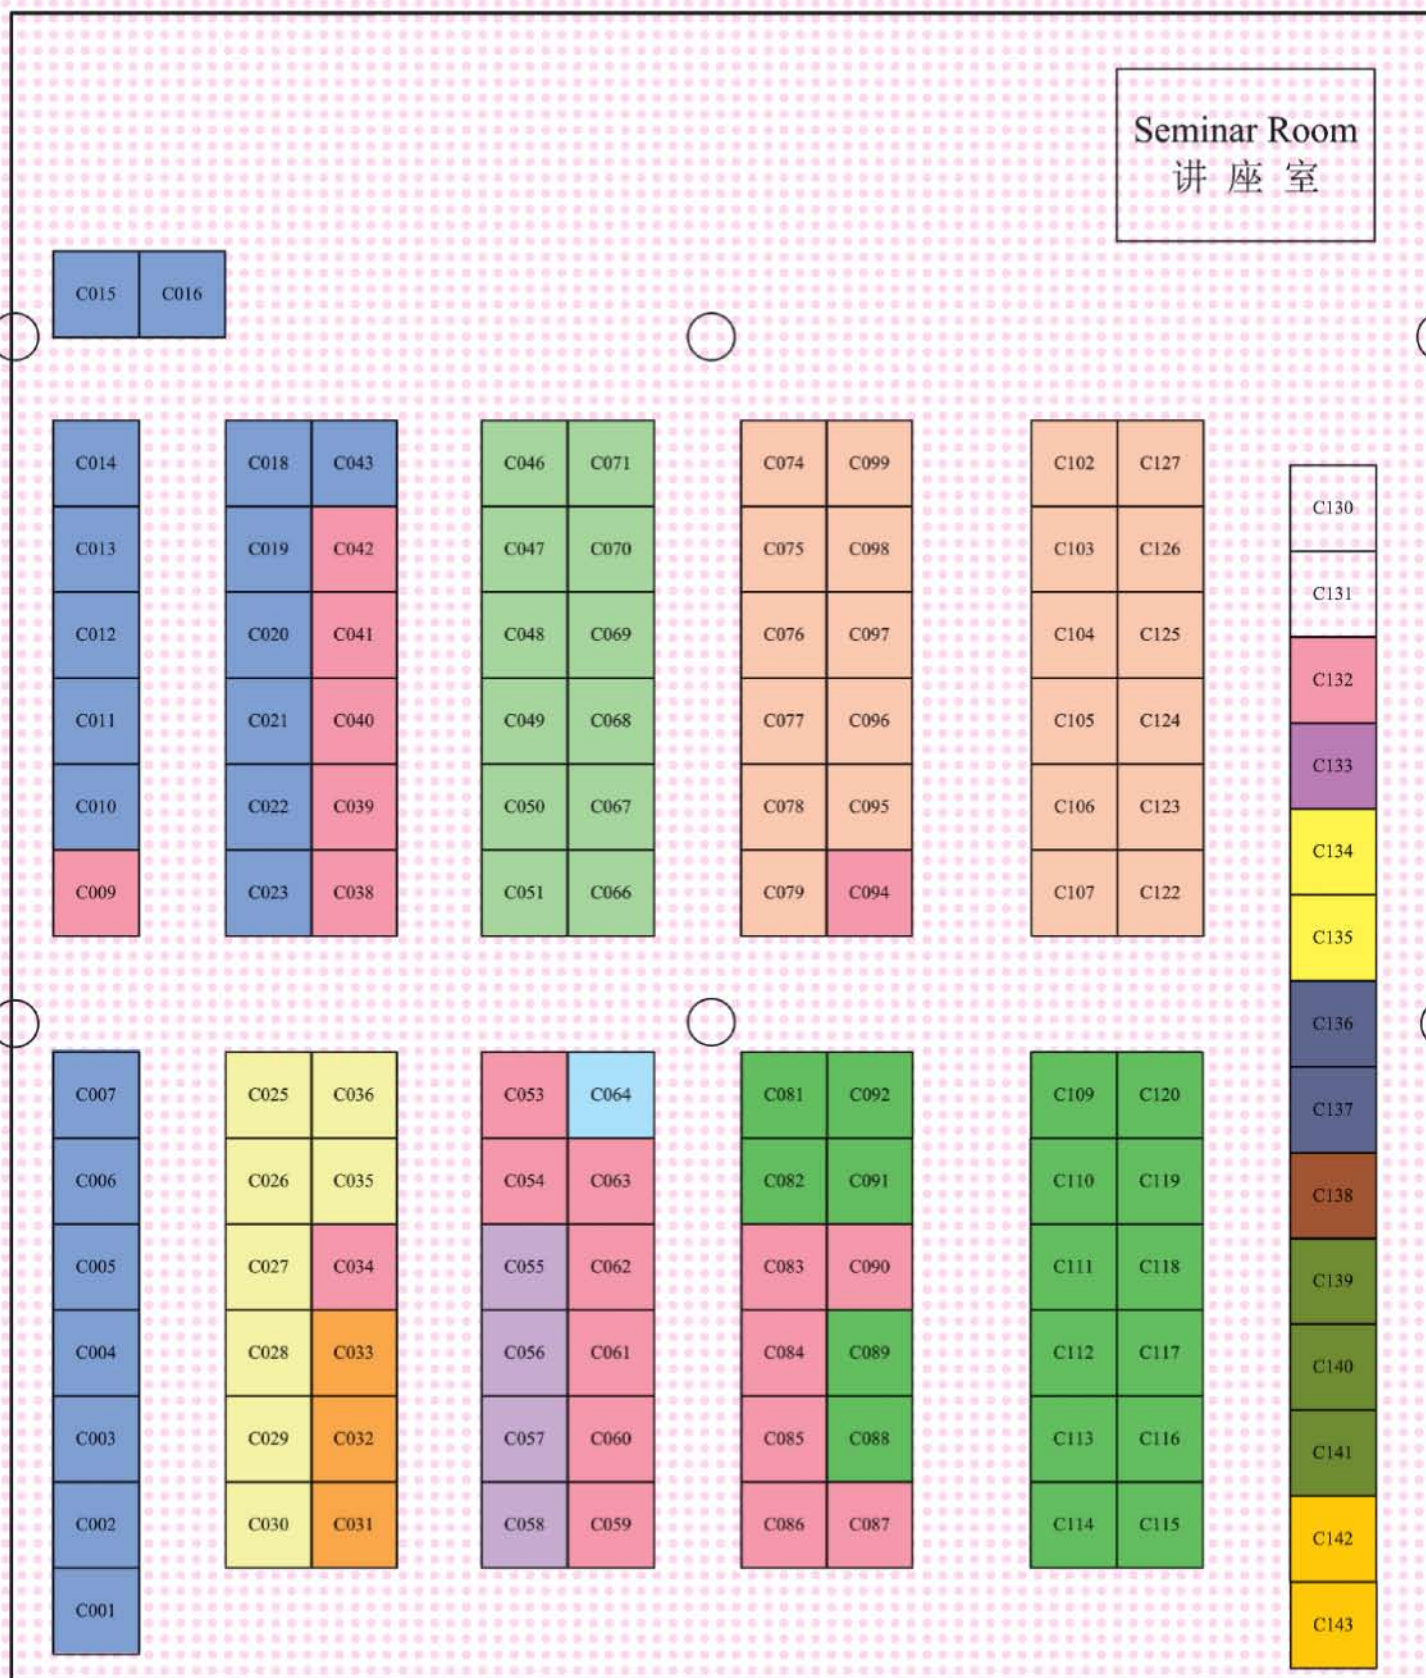 Seminar Room
讲 座 室
C015 C016
C014 C018 C043 C046 C071 C074 C099 C102 C127
C130
C013 C019 C042 C047 C070 C075 C098 C103 C126
C131
C012 C020 C041 C048 C069 C076 C097 C104 C125
C132
C011 C021 C040 C049 C068 C077 C096 C105 C124
C133
C010 C022 C039 C050 C067 C078 C095 C106 C123
C134
C009 C023 C038 C051 C066 C079 C094 C107 C122
C135
C136
C007 C025 C036 C053 C064 C081 C092 C109 C120
C137
C006 C026 C035 C054 C063 C082 C091 C110 C119
C138
C005 C027 C034 C055 C062 C083 C090 C111 C118
C139
C004 C028 C033 C056 C061 C084 C089 C112 C117
C140
C003 C029 C032 C057 C060 C085 C088 C113 C116
C141
C002 C030 C031 C058 C059 C086 C087 C114 C115
C142
C001
C143